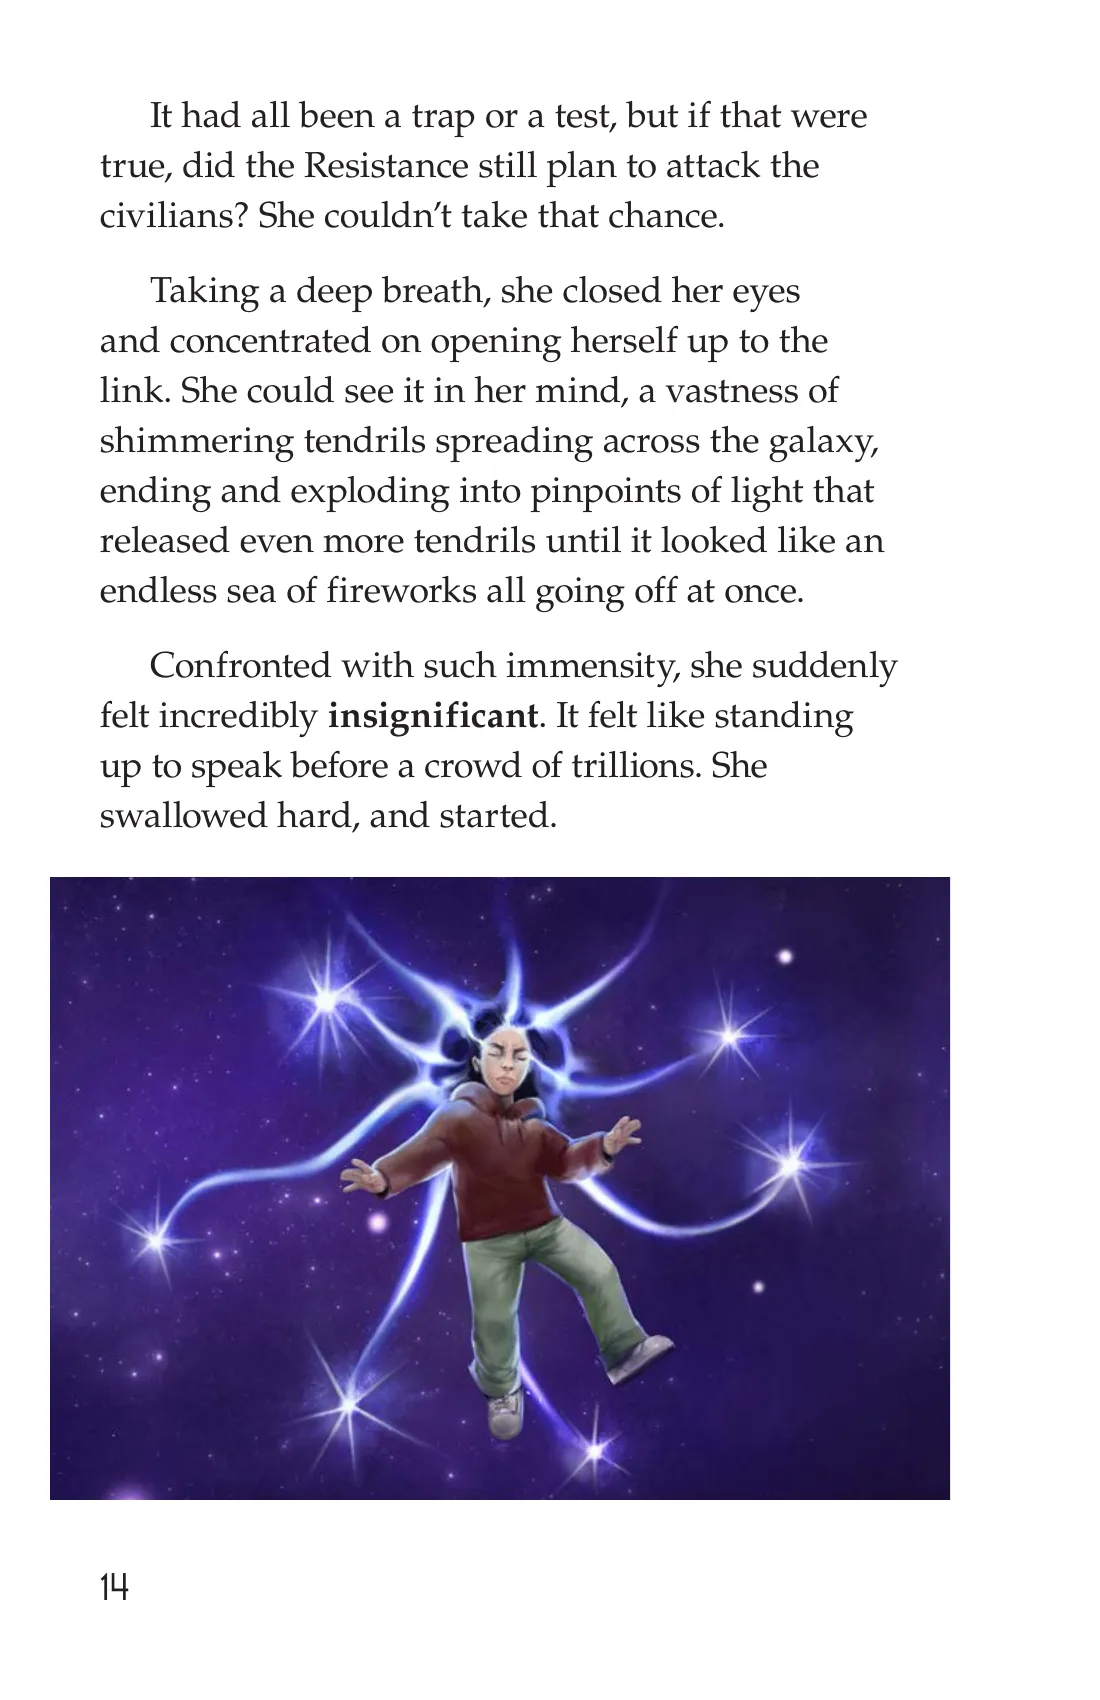 It had all been a trap or a test, but if that were
true, did the Resistance still plan to attack the
civilians? She couldn’t take that chance.
Taking a deep breath, she closed her eyes
and concentrated on opening herself up to the
link. She could see it in her mind, a vastness of
shimmering tendrils spreading across the galaxy,
ending and exploding into pinpoints of light that
released even more tendrils until it looked like an
endless sea of fireworks all going off at once.
Confronted with such immensity, she suddenly
felt incredibly insignificant. It felt like standing
up to speak before a crowd of trillions. She
swallowed hard, and started.
14